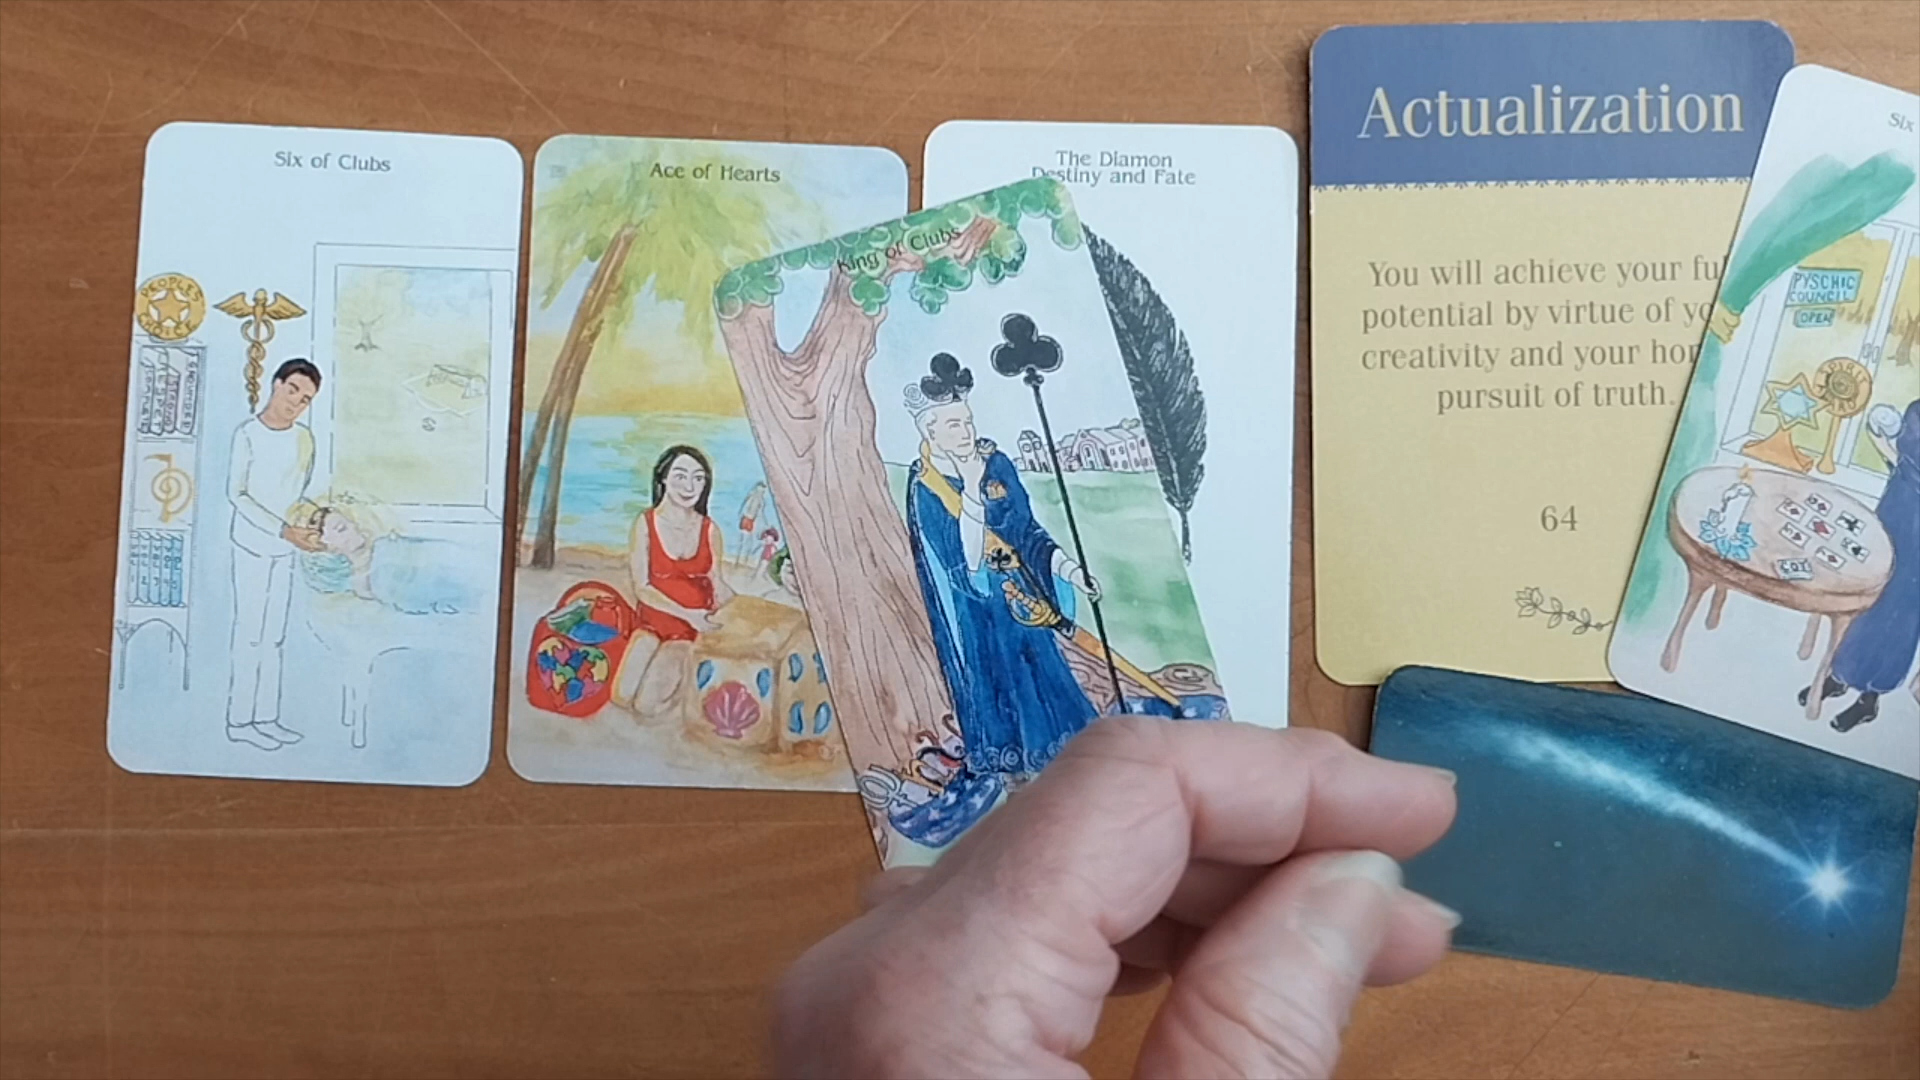 Six of Clubs
PEOPLE'S
CHOICE
Ace of Hearts
The Diamon
Destiny and Fate
King of Clubs
Actualization
You will achieve your fu
potential by virtue of yo
creativity and your hon
pursuit of truth.
64
Six
PYSCHIC
COUNCIL
OPEN
SPIRIT